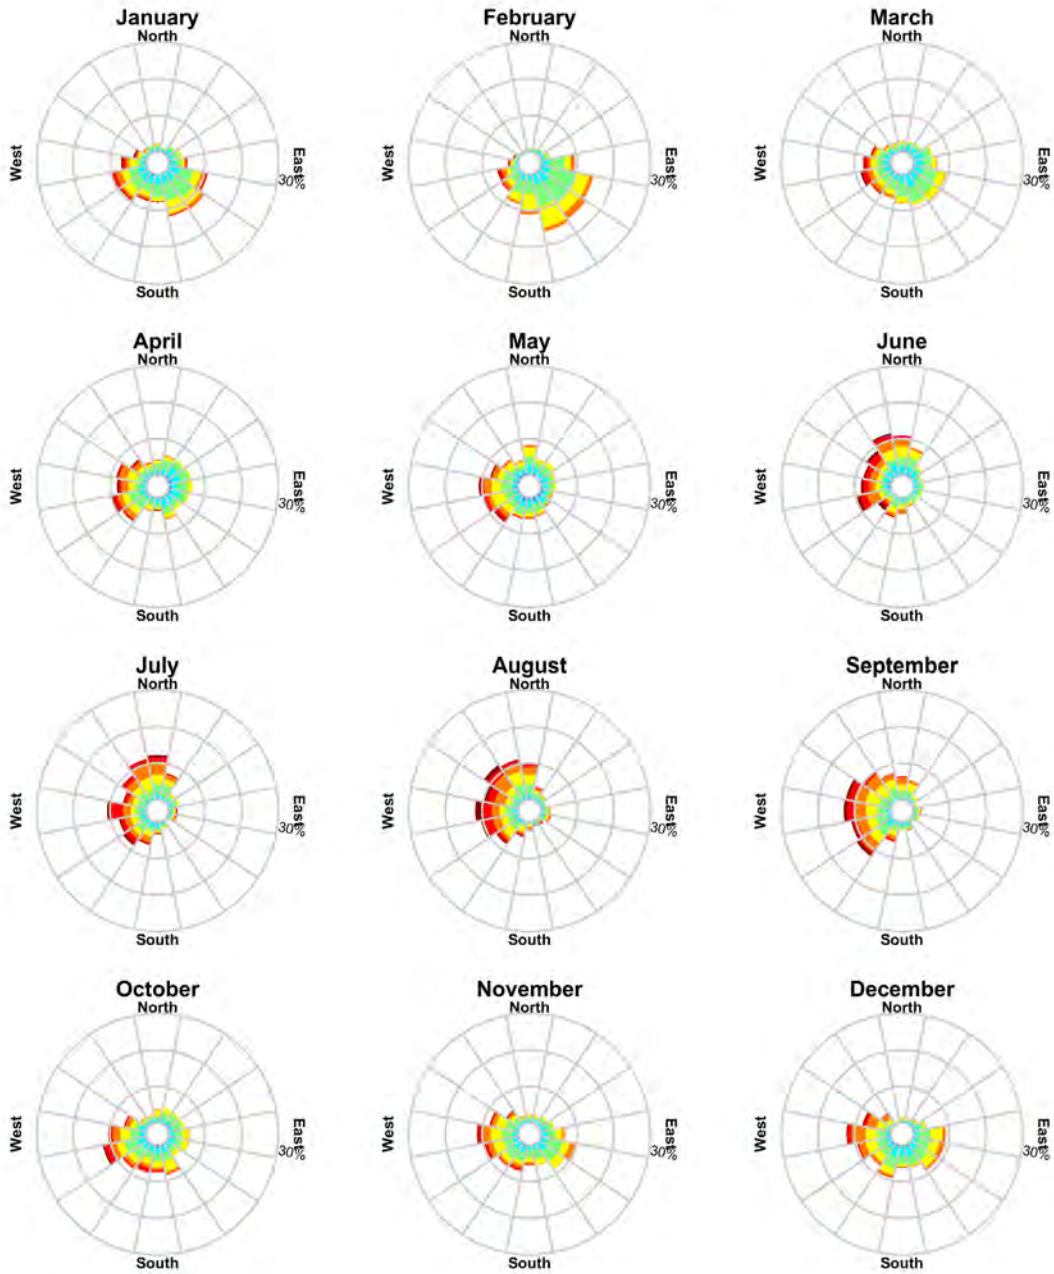 January February March
North North North
West East West East West East
30% 30% 30%
South South South
April May June
North North North
West East West East West East
30% 30% 30%
South South South
July August September
North North North
West East West East West East
30% 30% 30%
South South South
October November December
North North North
West East West East West East
30% 30% 30%
South South South